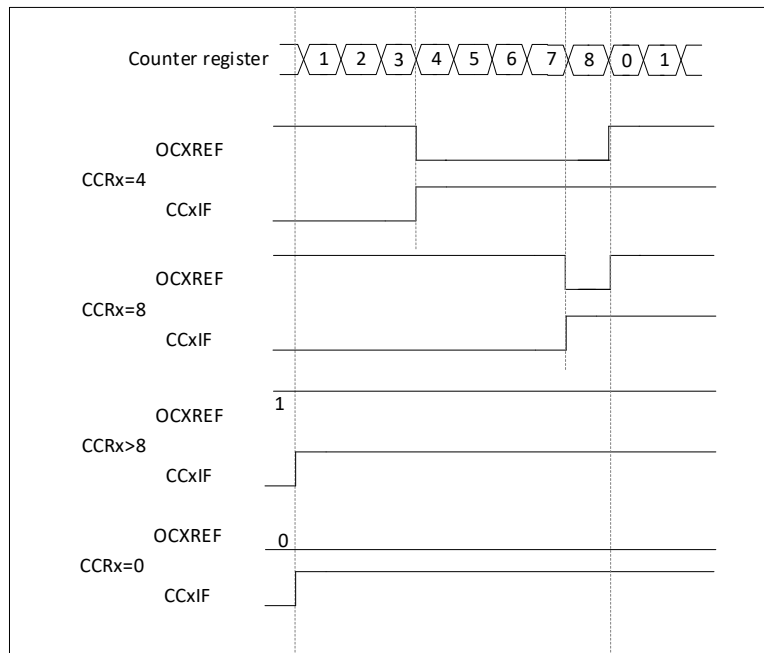 Counter register 1 2 3 4 5 6 7 8 0 1
OCXREF
CCRx=4
CCxIF
OCXREF
CCRx=8
CCxIF
1
OCXREF
CCRx>8
CCxIF
OCXREF 0
CCRx=0
CCxIF